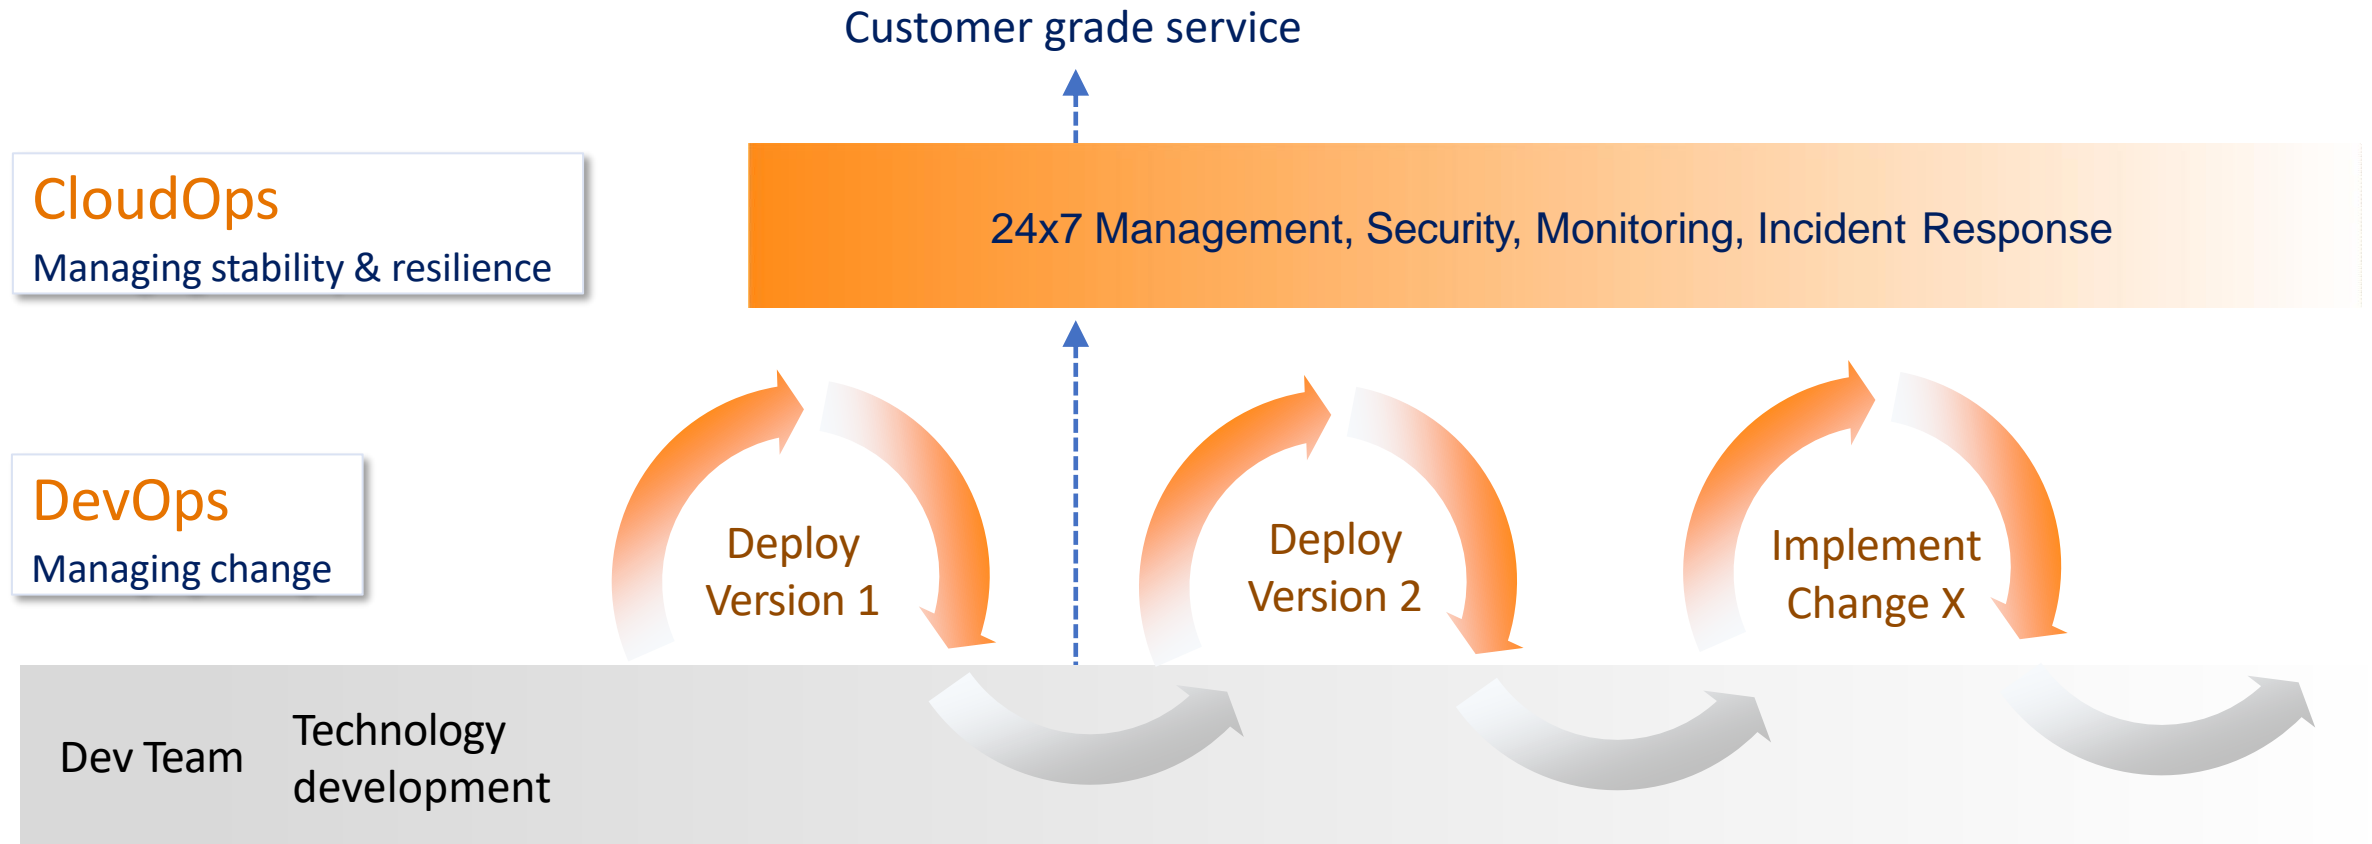 Customer grade service
CloudOps
Managing stability & resilience
24x7 Management, Security, Monitoring, Incident Response
DevOps
Managing change
Deploy
Version 1
Deploy
Version 2
Implement
Change X
Dev Team
Technology
development